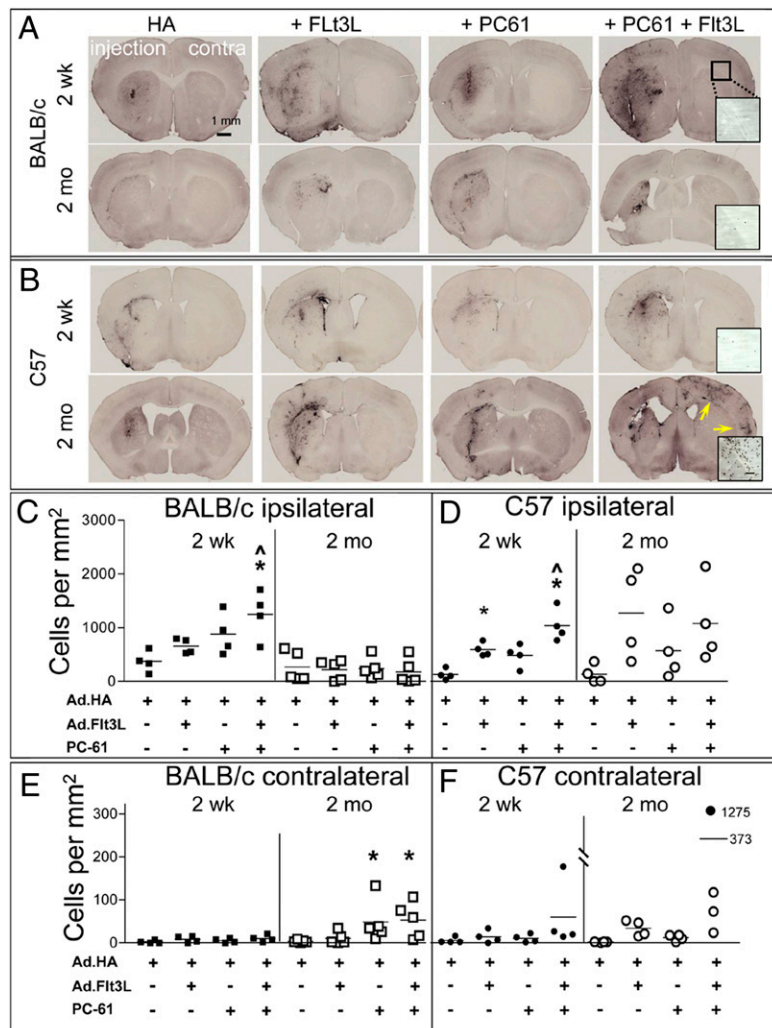 A
HA
+ FLt3L
+ PC61
+ PC61 + Flt3L
injection contra
1 mm
BALB/c
2 wk
2 mo
B
C57
2 wk
2 mo
C BALB/c ipsilateral
2 wk 2 mo
Cells per mm2
3000
2000
1000
0
^
*
D C57 ipsilateral
2 wk 2 mo
*
^
*
Ad.HA + + + + + + + + + + + + + + + +
Ad.Flt3L - + - + - + - + - + - + - + - +
PC-61 - - + + - - + + - - + + - - + +
E BALB/c contralateral
2 wk 2 mo
Cells per mm2
300
200
100
0
* *
F C57 contralateral
2 wk 2 mo
1275
373
Ad.HA + + + + + + + + + + + + + + + +
Ad.Flt3L - + - + - + - + - + - + - + - +
PC-61 - - + + - - + + - - + + - - + +